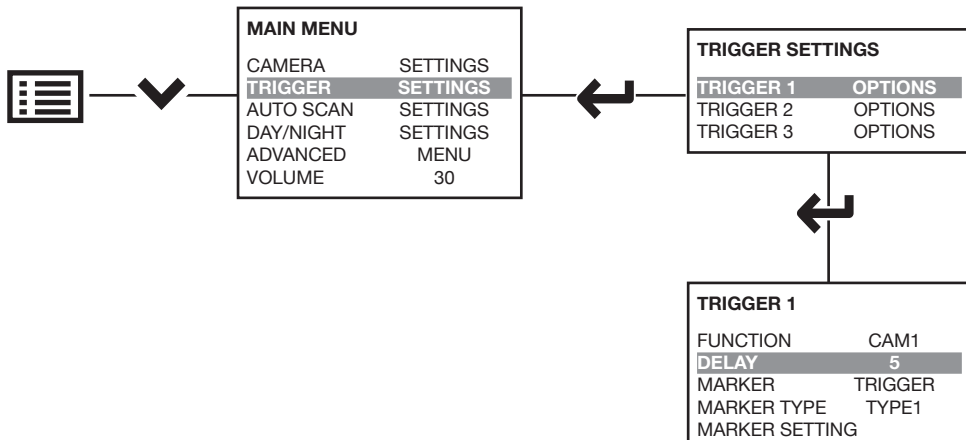 MAIN MENU
CAMERA SETTINGS
TRIGGER SETTINGS
AUTO SCAN SETTINGS
DAY/NIGHT SETTINGS
ADVANCED MENU
VOLUME 30
TRIGGER SETTINGS
TRIGGER 1 OPTIONS
TRIGGER 2 OPTIONS
TRIGGER 3 OPTIONS
TRIGGER 1
FUNCTION CAM1
DELAY 5
MARKER TRIGGER
MARKER TYPE TYPE1
MARKER SETTING